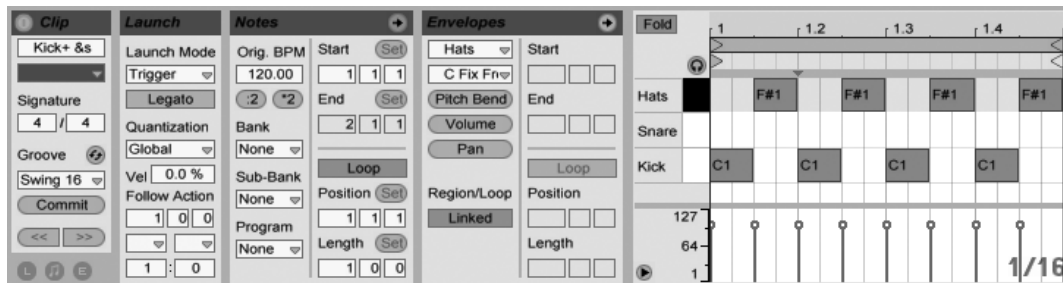 Clip
Kick+ &s
Signature
4 / 4
Groove
Swing 16
Commit
<< >>
L E
Launch
Launch Mode
Trigger
Legato
Quantization
Global
Vel 0.0 %
Follow Action
1 0 0
1 : 0
Notes
Orig. BPM
120.00
:2 *2
Bank
None
Sub-Bank
None
Program
None
Start Set
1 1 1
End Set
2 1 1
Loop
Position Set
1 1 1
Length Set
1 0 0
Envelopes
Hats
C Fix Fre
Pitch Bend
Volume
Pan
Region/Loop
Linked
Start
End
Loop
Position
Length
Fold
1 1.2 1.3 1.4
Hats F#1 F#1 F#1 F#1
Snare
Kick C1 C1 C1 C1
127
64
1
1/16